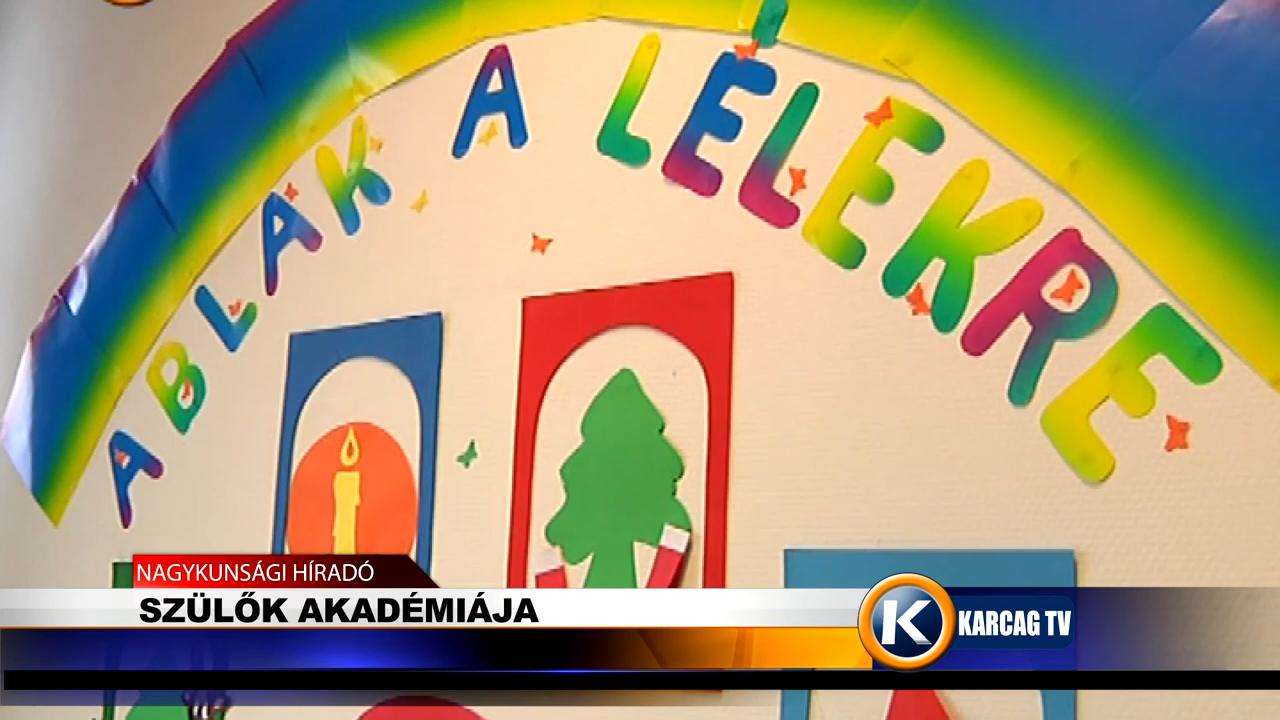 ABLAK A LÉLEKRE
NAGYKUNSÁGI HÍRADÓ
SZÜLŐK AKADÉMIÁJA
K KARCAG TV